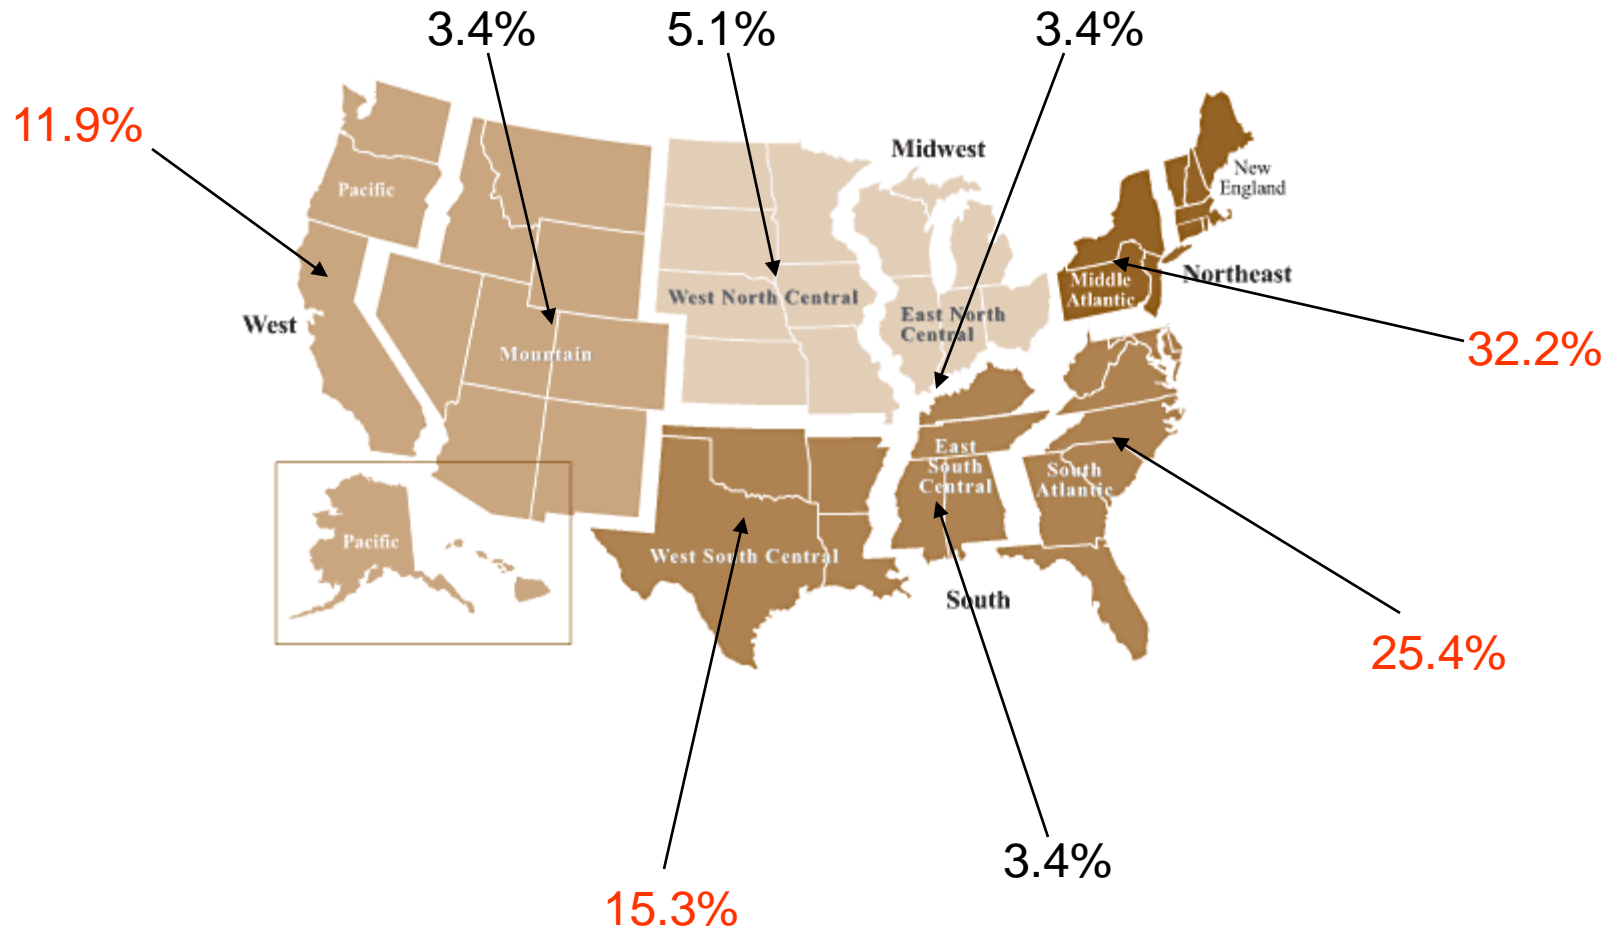 3.4%
5.1%
3.4%
11.9%
Midwest
New
England
Pacific
Northeast
Middle
Atlantic
West North Central
East North
Central
West
Mountain
32.2%
East
South
Central
South
Atlantic
Pacific
West South Central
South
25.4%
3.4%
15.3%